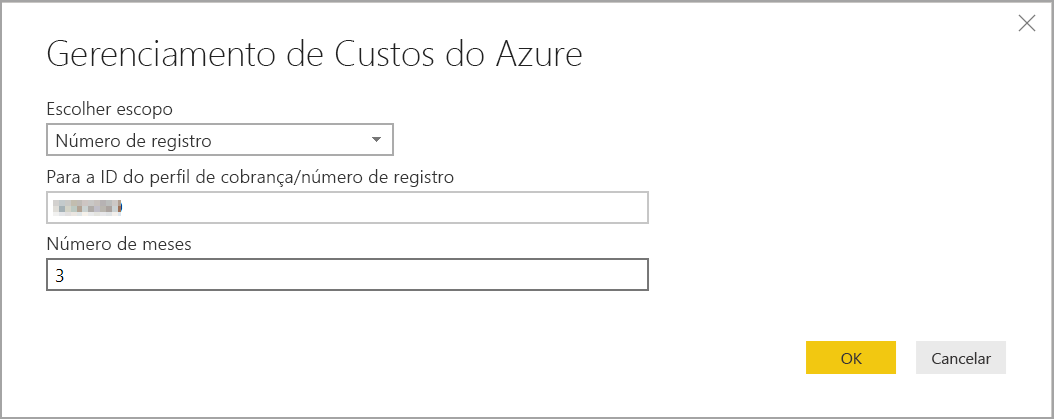 Gerenciamento de Custos do Azure
Escolher escopo
Número de registro
Para a ID do perfil de cobrança/número de registro
Número de meses
3
OK
Cancelar